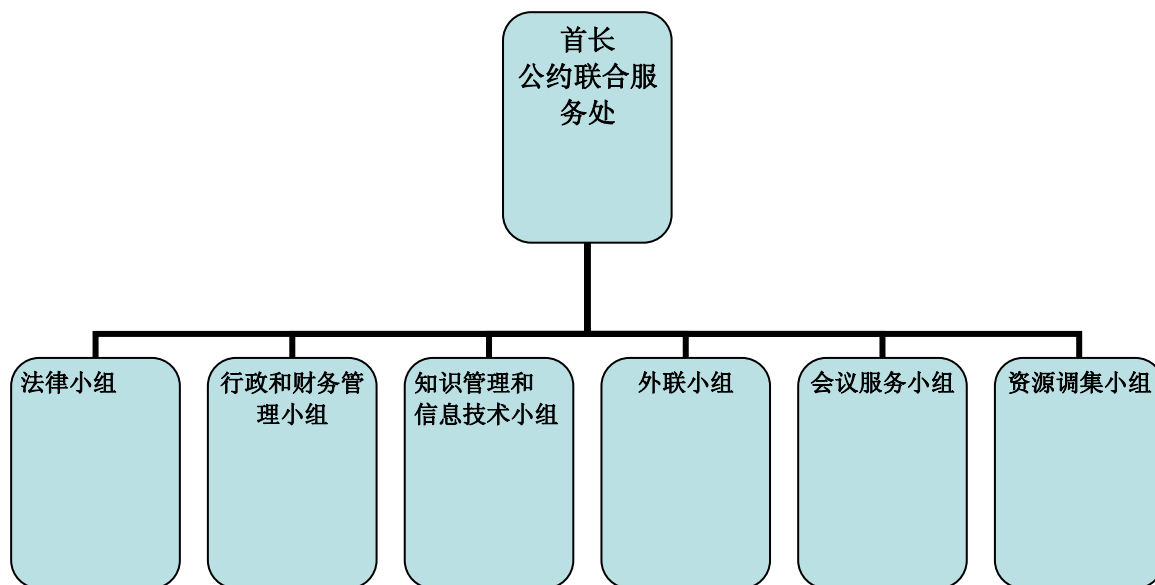 首长
公约联合服
务处
法律小组
行政和财务管
理小组
知识管理和
信息技术小组
外联小组
会议服务小组
资源调集小组